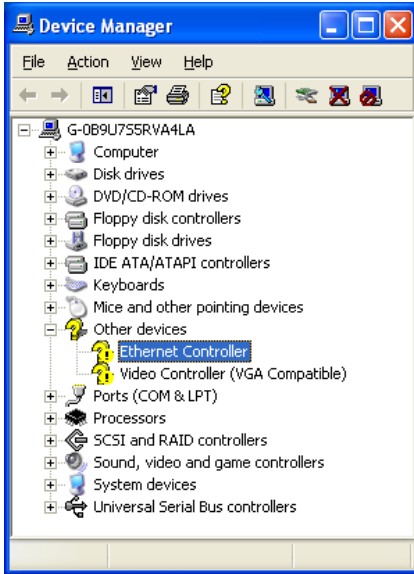 Device Manager
File Action View Help
G-0B9U7S5RVA4LA
Computer
Disk drives
DVD/CD-ROM drives
Floppy disk controllers
Floppy disk drives
IDE ATA/ATAPI controllers
Keyboards
Mice and other pointing devices
Other devices
Ethernet Controller
Video Controller (VGA Compatible)
Ports (COM & LPT)
Processors
SCSI and RAID controllers
Sound, video and game controllers
System devices
Universal Serial Bus controllers